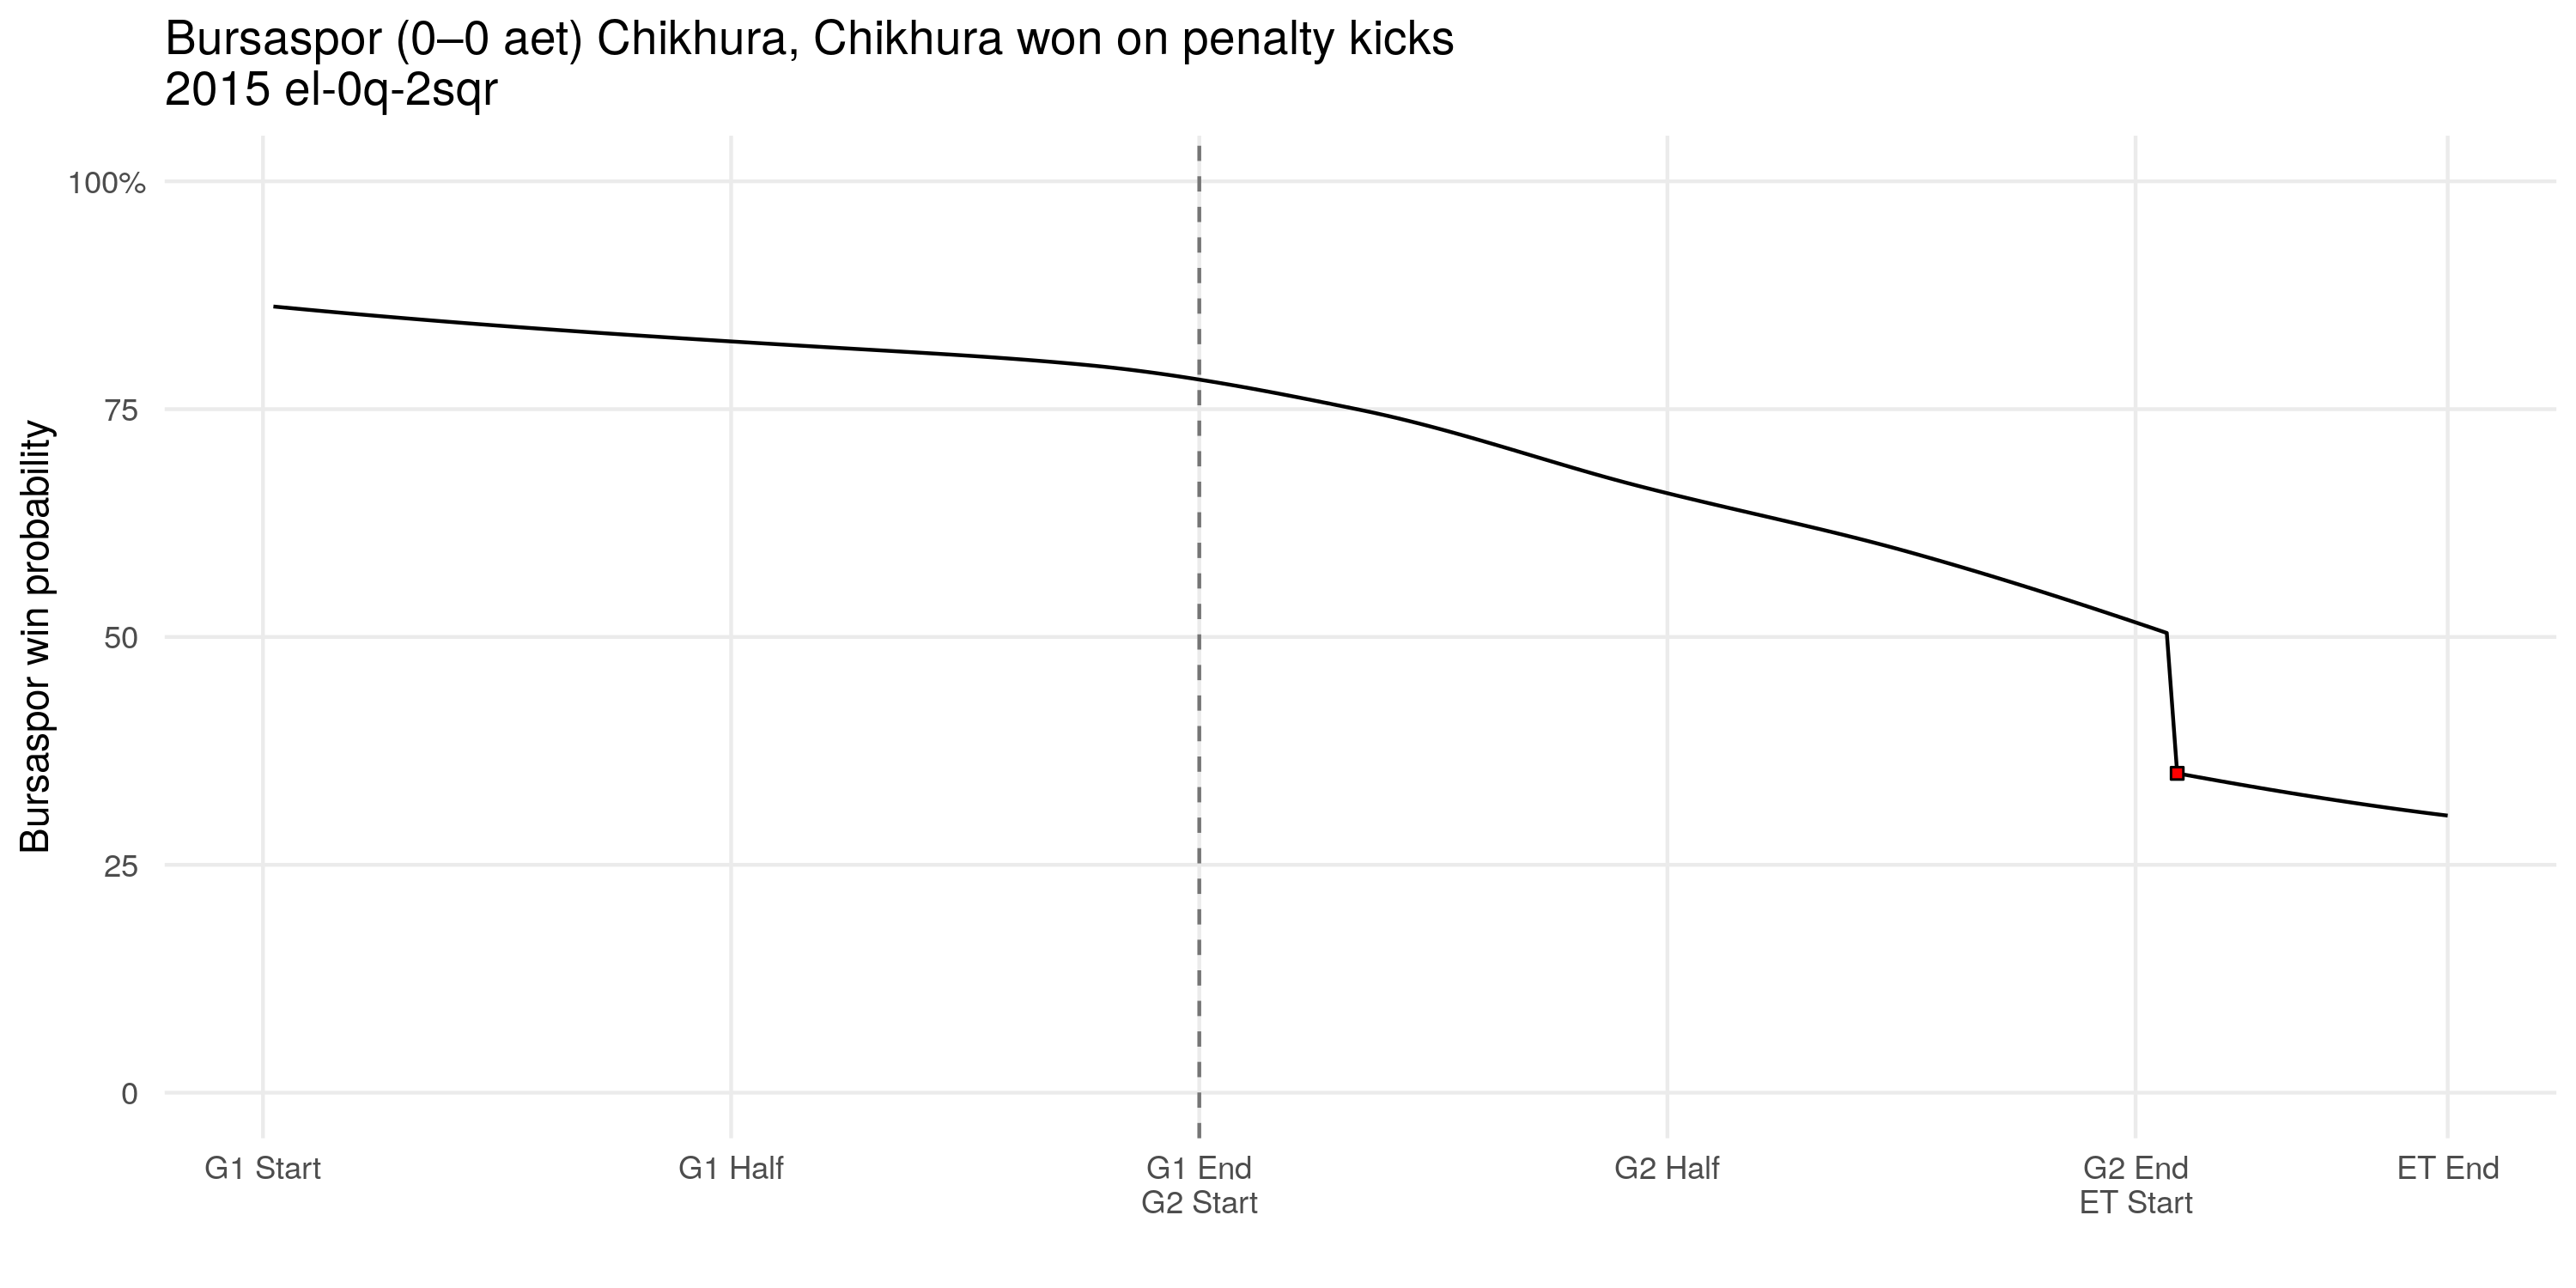 Bursaspor (0–0 aet) Chikhura, Chikhura won on penalty kicks
2015 el-0q-2sqr
Bursaspor win probability
100%
75
50
25
0
G1 Start
G1 Half
G1 End
G2 Start
G2 Half
G2 End
ET Start
ET End